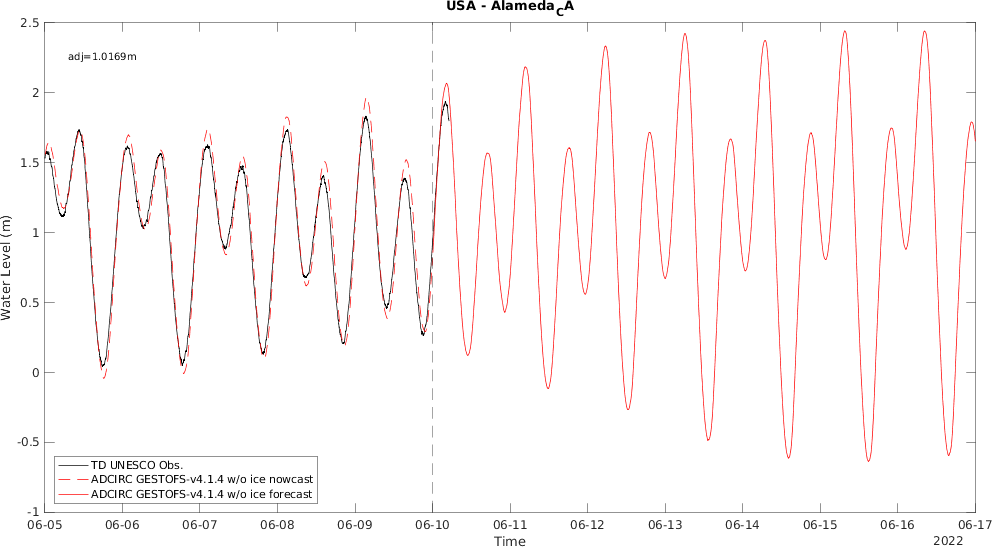 USA - Alameda_CA
adj=1.0169m
2.5
2
1.5
1
0.5
0
-0.5
-1
Water Level (m)
TD UNESCO Obs.
ADCIRC GESTOFS-v4.1.4 w/o ice nowcast
ADCIRC GESTOFS-v4.1.4 w/o ice forecast
06-05 06-06 06-07 06-08 06-09 06-10 06-11 06-12 06-13 06-14 06-15 06-16 06-17
Time
2022